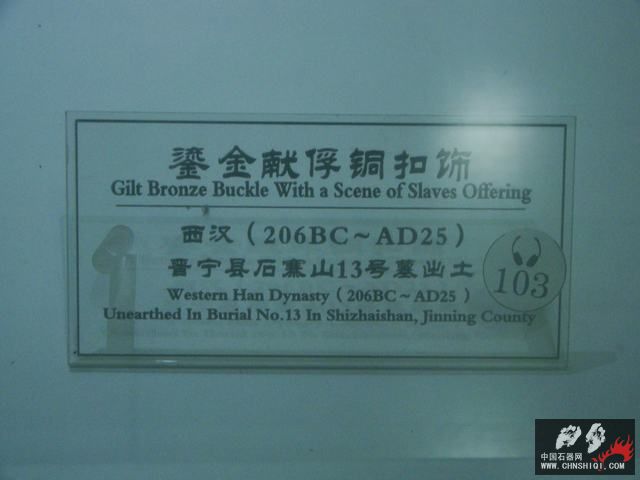 鎏金献俘铜扣饰
Gilt Bronze Buckle With a Scene of Slaves Offering
西汉（206BC～AD25）
晋宁县石寨山13号墓出土
103
Western Han Dynasty（206BC～AD25）
Unearthed In Burial No.13 In Shizhaishan, Jinning County
中国石器网
WWW.CHNSHIQI.COM